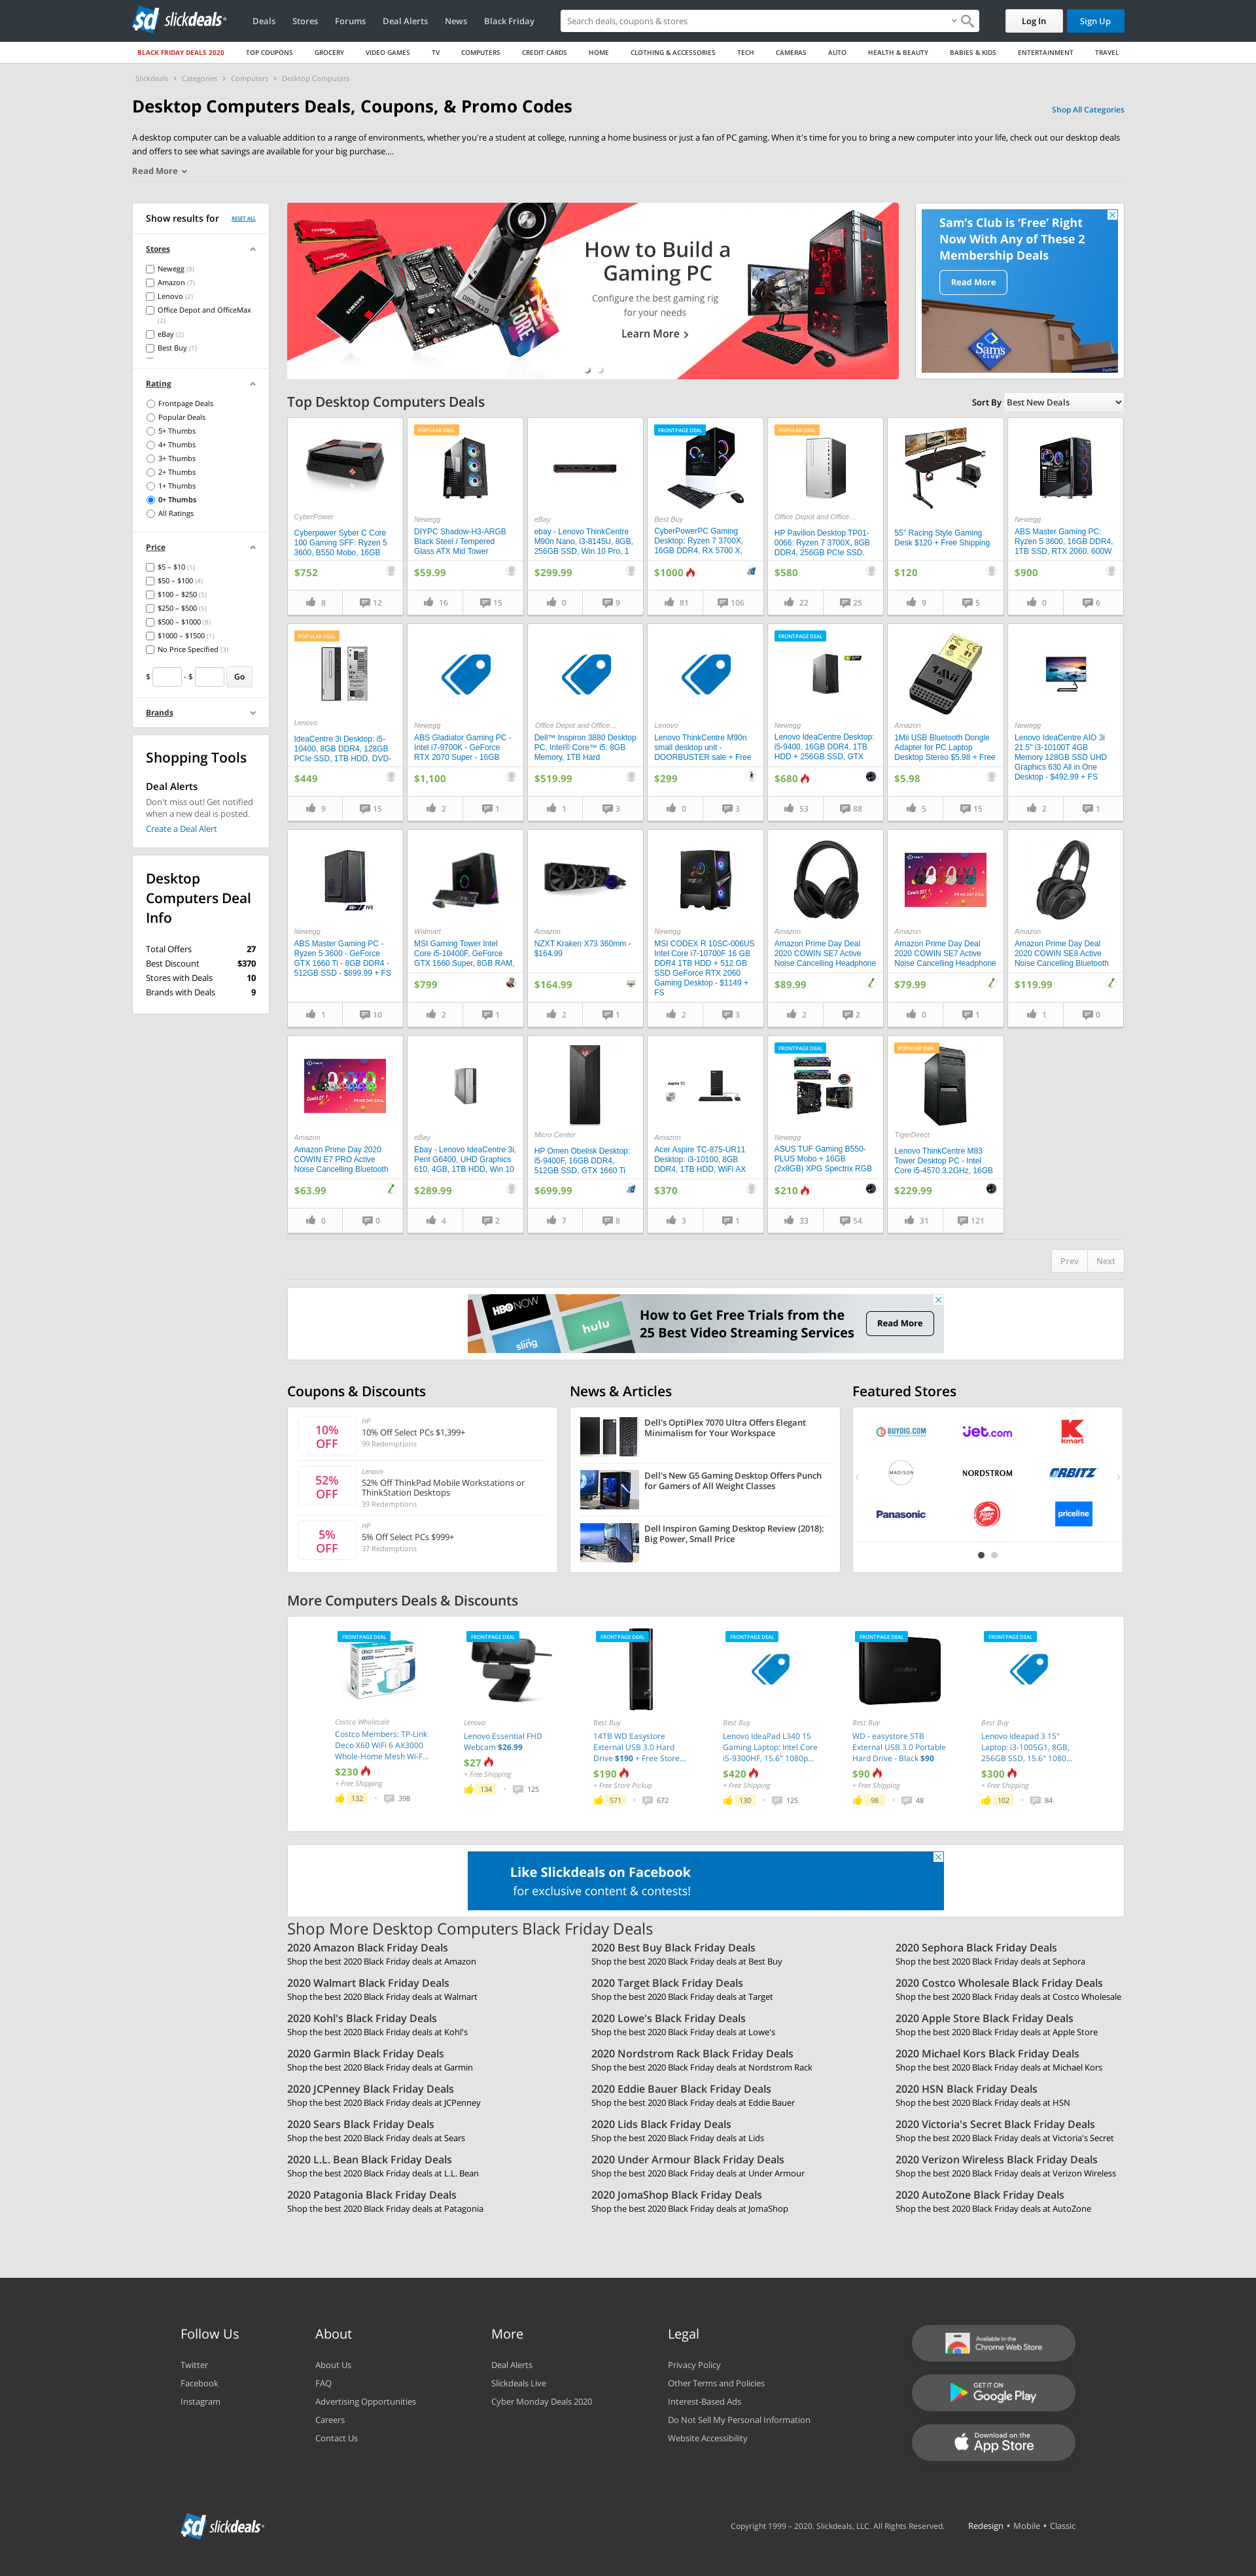 slickdeals
Deals
Stores
Forums
Deal Alerts
News
Black Friday
Search deals, coupons & stores
Log In
Sign Up
BLACK FRIDAY DEALS 2020
TOP COUPONS
GROCERY
VIDEO GAMES
TV
COMPUTERS
CREDIT CARDS
HOME
CLOTHING & ACCESSORIES
TECH
CAMERAS
AUTO
HEALTH & BEAUTY
BABIES & KIDS
ENTERTAINMENT
TRAVEL
Slickdeals › Categories › Computers › Desktop Computers
Desktop Computers Deals, Coupons, & Promo Codes
Shop All Categories
A desktop computer can be a valuable addition to a range of environments, whether you're a student at college, running a home business or just a fan of PC gaming. When it's time for you to bring a new computer into your life, check out our desktop deals
and offers to see what savings are available for your big purchase....
Read More
Show results for
RESET ALL
Stores
Newegg (8)
Amazon (7)
Lenovo (2)
Office Depot and OfficeMax
(2)
eBay (2)
Best Buy (1)
Rating
Frontpage Deals
Popular Deals
5+ Thumbs
4+ Thumbs
3+ Thumbs
2+ Thumbs
1+ Thumbs
0+ Thumbs
All Ratings
Price
$5 – $10 (1)
$50 – $100 (4)
$100 – $250 (5)
$250 – $500 (5)
$500 – $1000 (8)
$1000 – $1500 (1)
No Price Specified (3)
$ - $ Go
Brands
Shopping Tools
Deal Alerts
Don't miss out! Get notified
when a new deal is posted.
Create a Deal Alert
Desktop
Computers Deal
Info
Total Offers 27
Best Discount $370
Stores with Deals 10
Brands with Deals 9
How to Build a
Gaming PC
Configure the best gaming rig
for your needs
Learn More
SAMSUNG
Sam's Club is 'Free' Right
Now With Any of These 2
Membership Deals
Read More
Sam's
CLUB
Top Desktop Computers Deals
Sort By Best New Deals
CyberPower
Cyberpower Syber C Core
100 Gaming SFF: Ryzen 5
3600, B550 Mobo, 16GB
$752
8 12
POPULAR DEAL
Newegg
DIYPC Shadow-H3-ARGB
Black Steel / Tempered
Glass ATX Mid Tower
$59.99
16 15
eBay
ebay - Lenovo ThinkCentre
M90n Nano, i3-8145U, 8GB,
256GB SSD, Win 10 Pro, 1
$299.99
0 9
FRONTPAGE DEAL
Best Buy
CyberPowerPC Gaming
Desktop: Ryzen 7 3700X,
16GB DDR4, RX 5700 X,
$1000
81 106
POPULAR DEAL
Office Depot and Office…
HP Pavilion Desktop TP01-
0066: Ryzen 7 3700X, 8GB
DDR4, 256GB PCIe SSD,
$580
22 25
55" Racing Style Gaming
Desk $120 + Free Shipping
$120
9 5
Newegg
ABS Master Gaming PC:
Ryzen 5 3600, 16GB DDR4,
1TB SSD, RTX 2060, 600W
$900
0 6
POPULAR DEAL
Lenovo
IdeaCentre 3i Desktop: i5-
10400, 8GB DDR4, 128GB
PCIe SSD, 1TB HDD, DVD-
$449
9 15
Newegg
ABS Gladiator Gaming PC -
Intel i7-9700K - GeForce
RTX 2070 Super - 16GB
$1,100
2 1
Office Depot and Office…
Dell™ Inspiron 3880 Desktop
PC, Intel® Core™ i5, 8GB
Memory, 1TB Hard
$519.99
1 3
Lenovo
Lenovo ThinkCentre M90n
small desktop unit -
DOORBUSTER sale + Free
$299
0 3
FRONTPAGE DEAL
Newegg
Lenovo IdeaCentre Desktop:
i5-9400, 16GB DDR4, 1TB
HDD + 256GB SSD, GTX
$680
53 88
1Mii
Amazon
1Mii USB Bluetooth Dongle
Adapter for PC Laptop
Desktop Stereo $5.98 + Free
$5.98
5 15
Newegg
Lenovo IdeaCentre AIO 3i
21.5" i3-10100T 4GB
Memory 128GB SSD UHD
Graphics 630 All in One
Desktop - $492.99 + FS
2 1
Newegg
ABS Master Gaming PC -
Ryzen 5 3600 - GeForce
GTX 1660 Ti - 8GB DDR4 -
512GB SSD - $699.99 + FS
1 10
Walmart
MSI Gaming Tower Intel
Core i5-10400F, GeForce
GTX 1660 Super, 8GB RAM,
$799
2 1
Amazon
NZXT Kraken X73 360mm -
$164.99
$164.99
2 1
Newegg
MSI CODEX R 10SC-006US
Intel Core i7-10700F 16 GB
DDR4 1TB HDD + 512 GB
SSD GeForce RTX 2060
Gaming Desktop - $1149 +
FS
2 3
Amazon
Amazon Prime Day Deal
2020 COWIN SE7 Active
Noise Cancelling Headphone
$89.99
2 2
PRIME DAY DEAL
Amazon
Amazon Prime Day Deal
2020 COWIN SE7 Active
Noise Cancelling Headphone
$79.99
0 1
Amazon
Amazon Prime Day Deal
2020 COWIN SE8 Active
Noise Cancelling Bluetooth
$119.99
1 0
PRIME DAY DEAL
Amazon
Amazon Prime Day 2020
COWIN E7 PRO Active
Noise Cancelling Bluetooth
$63.99
0 0
eBay
Ebay - Lenovo IdeaCentre 3i,
Pent G6400, UHD Graphics
610, 4GB, 1TB HDD, Win 10
$289.99
4 2
Micro Center
HP Omen Obelisk Desktop:
i5-9400F, 16GB DDR4,
512GB SSD, GTX 1660 Ti
$699.99
7 8
Aspire TC
Amazon
Acer Aspire TC-875-UR11
Desktop: i3-10100, 8GB
DDR4, 1TB HDD, WiFi AX
$370
3 1
FRONTPAGE DEAL
Newegg
ASUS TUF Gaming B550-
PLUS Mobo + 16GB
(2x8GB) XPG Spectrix RGB
$210
33 54
POPULAR DEAL
TigerDirect
Lenovo ThinkCentre M83
Tower Desktop PC - Intel
Core i5-4570 3.2GHz, 16GB
$229.99
31 121
Prev Next
HBO NOW
sling
hulu
How to Get Free Trials from the
25 Best Video Streaming Services
Read More
Coupons & Discounts
10%
OFF
HP
10% Off Select PCs $1,399+
99 Redemptions
52%
OFF
Lenovo
52% Off ThinkPad Mobile Workstations or
ThinkStation Desktops
39 Redemptions
5%
OFF
HP
5% Off Select PCs $999+
37 Redemptions
News & Articles
Dell's OptiPlex 7070 Ultra Offers Elegant
Minimalism for Your Workspace
Dell's New G5 Gaming Desktop Offers Punch
for Gamers of All Weight Classes
Dell Inspiron Gaming Desktop Review (2018):
Big Power, Small Price
Featured Stores
BUYDIG.COM
jet.com
kmart
MADISON
NORDSTROM
ORBITZ
Panasonic
priceline
More Computers Deals & Discounts
FRONTPAGE DEAL
deco
Costco Wholesale
Costco Members: TP-Link
Deco X60 WiFi 6 AX3000
Whole-Home Mesh Wi-F...
$230
+ Free Shipping
132 • 398
FRONTPAGE DEAL
Lenovo
Lenovo Essential FHD
Webcam $26.99
$27
+ Free Shipping
134 • 125
FRONTPAGE DEAL
Best Buy
14TB WD Easystore
External USB 3.0 Hard
Drive $190 + Free Store...
$190
+ Free Store Pickup
571 • 672
FRONTPAGE DEAL
Best Buy
Lenovo IdeaPad L340 15
Gaming Laptop: Intel Core
i5-9300HF, 15.6" 1080p...
$420
+ Free Shipping
130 • 125
FRONTPAGE DEAL
Best Buy
WD - easystore 5TB
External USB 3.0 Portable
Hard Drive - Black $90
$90
+ Free Shipping
98 • 48
FRONTPAGE DEAL
Best Buy
Lenovo Ideapad 3 15"
Laptop: i3-1005G1, 8GB,
256GB SSD, 15.6" 1080...
$300
+ Free Shipping
102 • 84
Like Slickdeals on Facebook
for exclusive content & contests!
Shop More Desktop Computers Black Friday Deals
2020 Amazon Black Friday Deals
Shop the best 2020 Black Friday deals at Amazon
2020 Best Buy Black Friday Deals
Shop the best 2020 Black Friday deals at Best Buy
2020 Sephora Black Friday Deals
Shop the best 2020 Black Friday deals at Sephora
2020 Walmart Black Friday Deals
Shop the best 2020 Black Friday deals at Walmart
2020 Target Black Friday Deals
Shop the best 2020 Black Friday deals at Target
2020 Costco Wholesale Black Friday Deals
Shop the best 2020 Black Friday deals at Costco Wholesale
2020 Kohl's Black Friday Deals
Shop the best 2020 Black Friday deals at Kohl's
2020 Lowe's Black Friday Deals
Shop the best 2020 Black Friday deals at Lowe's
2020 Apple Store Black Friday Deals
Shop the best 2020 Black Friday deals at Apple Store
2020 Garmin Black Friday Deals
Shop the best 2020 Black Friday deals at Garmin
2020 Nordstrom Rack Black Friday Deals
Shop the best 2020 Black Friday deals at Nordstrom Rack
2020 Michael Kors Black Friday Deals
Shop the best 2020 Black Friday deals at Michael Kors
2020 JCPenney Black Friday Deals
Shop the best 2020 Black Friday deals at JCPenney
2020 Eddie Bauer Black Friday Deals
Shop the best 2020 Black Friday deals at Eddie Bauer
2020 HSN Black Friday Deals
Shop the best 2020 Black Friday deals at HSN
2020 Sears Black Friday Deals
Shop the best 2020 Black Friday deals at Sears
2020 Lids Black Friday Deals
Shop the best 2020 Black Friday deals at Lids
2020 Victoria's Secret Black Friday Deals
Shop the best 2020 Black Friday deals at Victoria's Secret
2020 L.L. Bean Black Friday Deals
Shop the best 2020 Black Friday deals at L.L. Bean
2020 Under Armour Black Friday Deals
Shop the best 2020 Black Friday deals at Under Armour
2020 Verizon Wireless Black Friday Deals
Shop the best 2020 Black Friday deals at Verizon Wireless
2020 Patagonia Black Friday Deals
Shop the best 2020 Black Friday deals at Patagonia
2020 JomaShop Black Friday Deals
Shop the best 2020 Black Friday deals at JomaShop
2020 AutoZone Black Friday Deals
Shop the best 2020 Black Friday deals at AutoZone
Follow Us
Twitter
Facebook
Instagram
About
About Us
FAQ
Advertising Opportunities
Careers
Contact Us
More
Deal Alerts
Slickdeals Live
Cyber Monday Deals 2020
Legal
Privacy Policy
Other Terms and Policies
Interest-Based Ads
Do Not Sell My Personal Information
Website Accessibility
Available in the
Chrome Web Store
GET IT ON
Google Play
Download on the
App Store
slickdeals
Copyright 1999 – 2020. Slickdeals, LLC. All Rights Reserved.
Redesign • Mobile • Classic